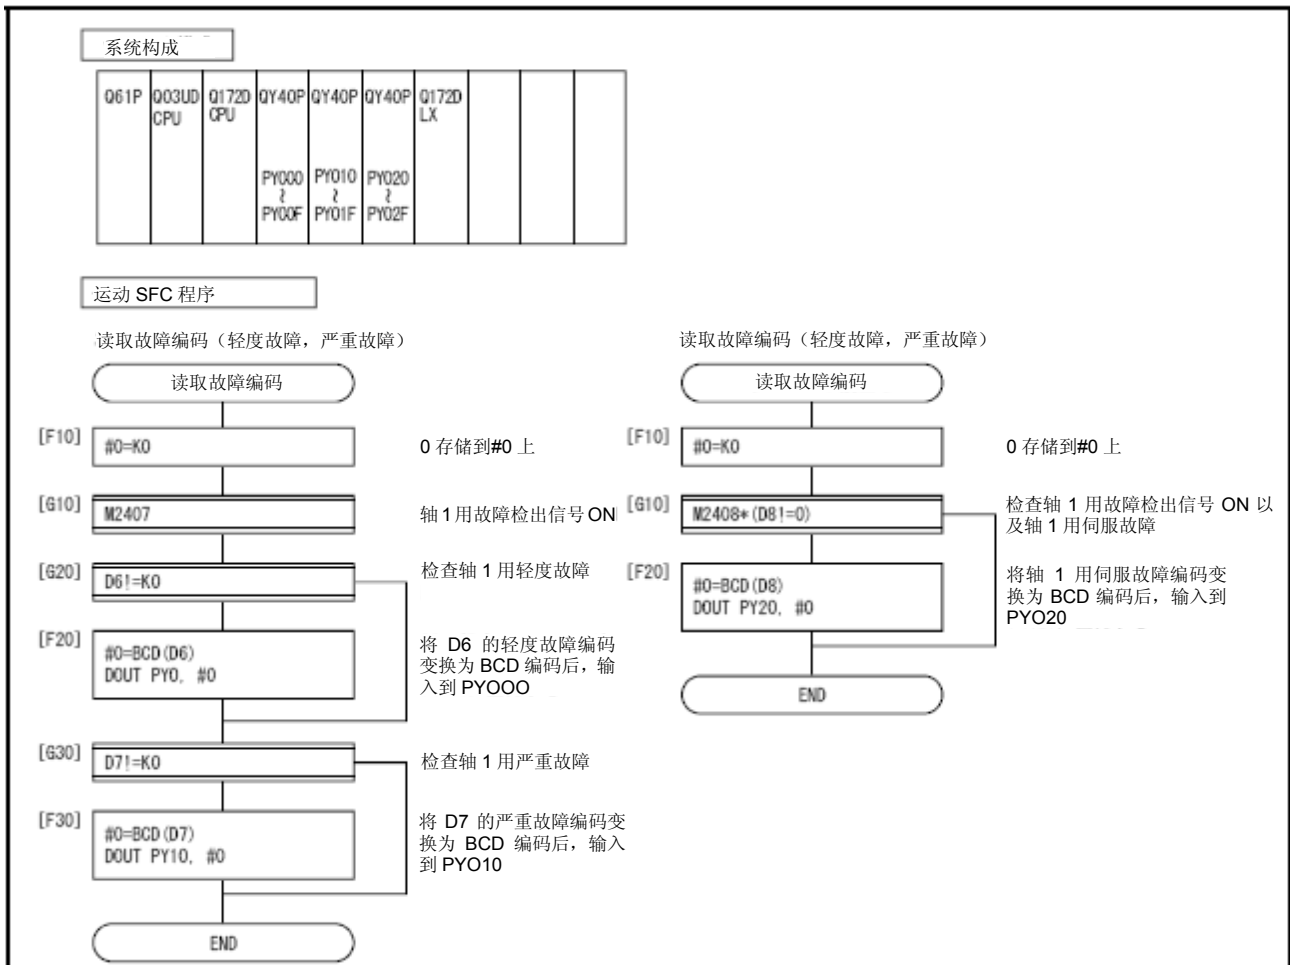 系统构成
Q61P Q03UD CPU Q172D CPU QY40P QY40P QY40P Q172D LX
PY000 ~ PY00F PY010 ~ PY01F PY020 ~ PY02F
运动 SFC 程序
读取故障编码（轻度故障，严重故障）
读取故障编码
[F10] #0=K0
0 存储到#0 上
[G10] M2407
轴 1 用故障检出信号 ON
[G20] D6!=K0
检查轴 1 用轻度故障
[F20] #0=BCD(D6)
DOUT PY0, #0
将 D6 的轻度故障编码
变换为 BCD 编码后，输
入到 PYOOO
[G30] D7!=K0
检查轴 1 用严重故障
[F30] #0=BCD(D7)
DOUT PY10, #0
将 D7 的严重故障编码变
换为 BCD 编码后，输入
到 PYO10
END
读取故障编码（轻度故障，严重故障）
读取故障编码
[F10] #0=K0
0 存储到#0 上
[G10] M2408*(D8!=0)
检查轴 1 用故障检出信号 ON 以
及轴 1 用伺服故障
[F20] #0=BCD(D8)
DOUT PY20, #0
将轴 1 用伺服故障编码变
换为 BCD 编码后，输入到
PYO20
END